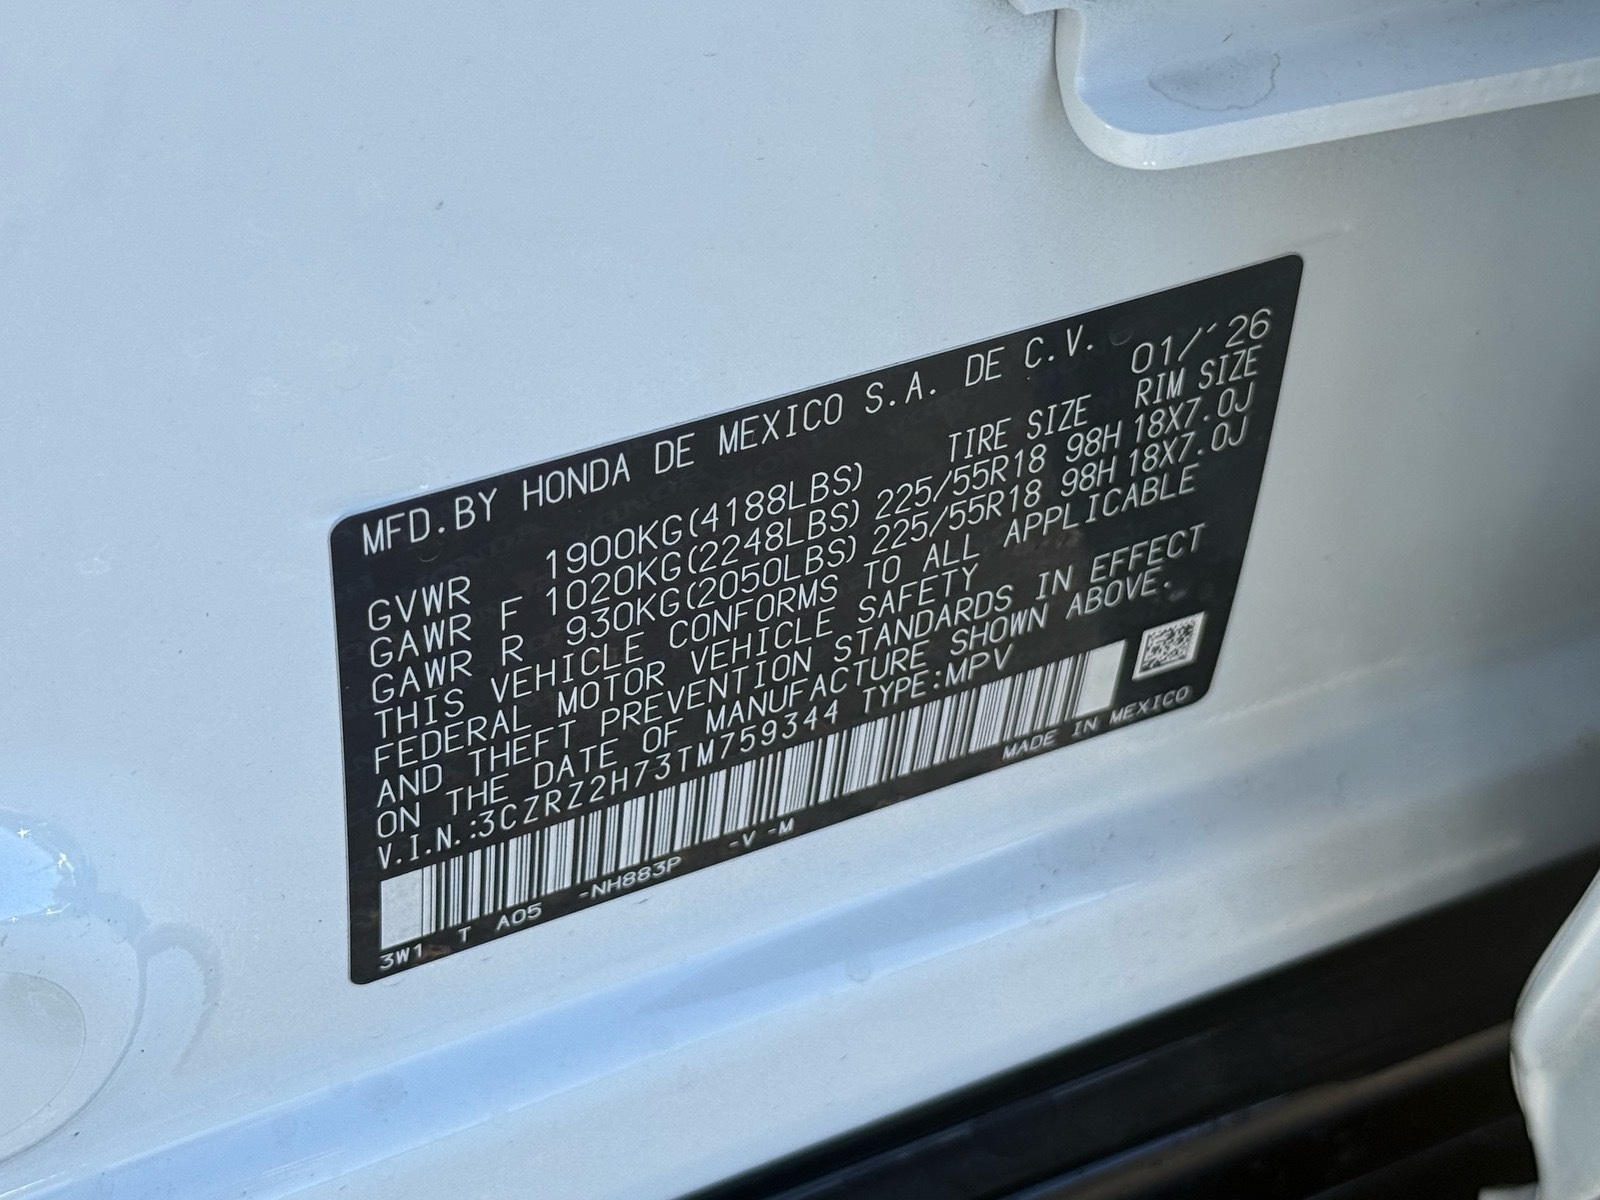 MFD.BY HONDA DE MEXICO S.A. DE C.V.
01/´26
TIRE SIZE RIM SIZE
GVWR 1900KG(4188LBS)
GAWR F 1020KG(2248LBS) 225/55R18 98H 18X7.0J
GAWR R 930KG(2050LBS) 225/55R18 98H 18X7.0J
THIS VEHICLE CONFORMS TO ALL APPLICABLE
FEDERAL MOTOR VEHICLE SAFETY
AND THEFT PREVENTION STANDARDS IN EFFECT
ON THE DATE OF MANUFACTURE SHOWN ABOVE.
V.I.N.:3CZRZ2H73TM759344 TYPE:MPV
MADE IN MEXICO
3W1 T A05 -NH883P -V -M